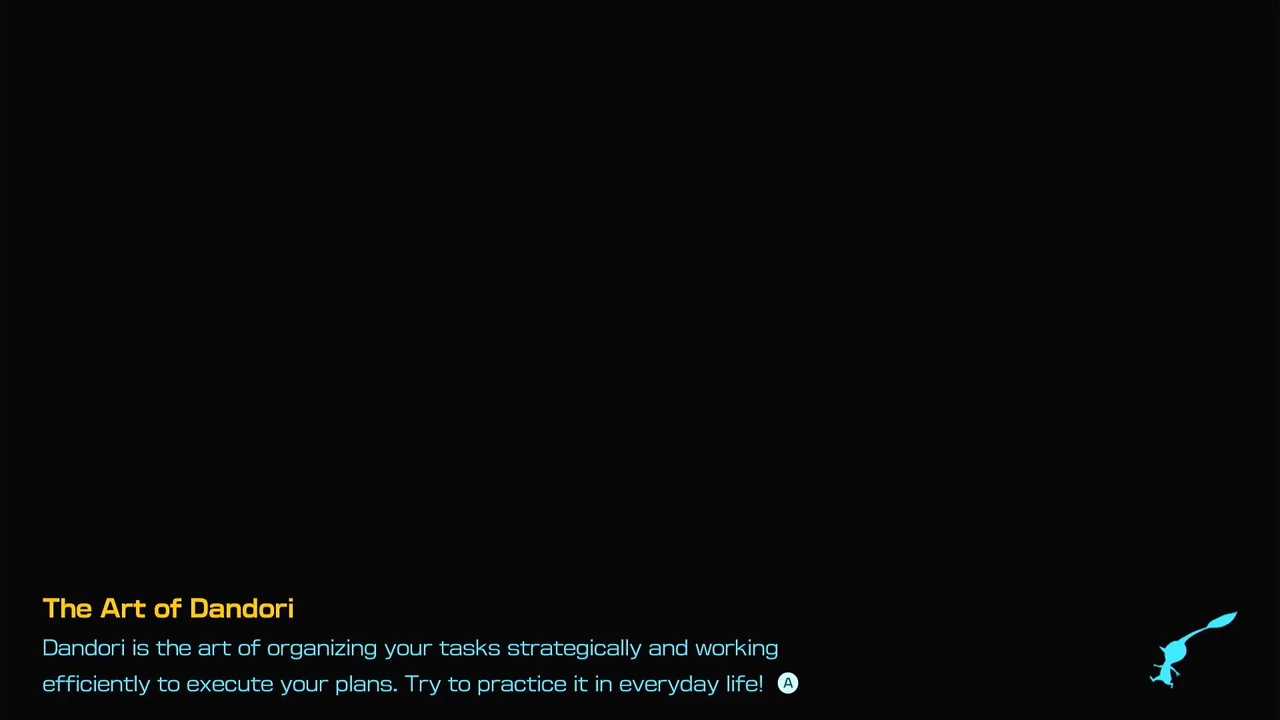 The Art of Dandori
Dandori is the art of organizing your tasks strategically and working
efficiently to execute your plans. Try to practice it in everyday life! A